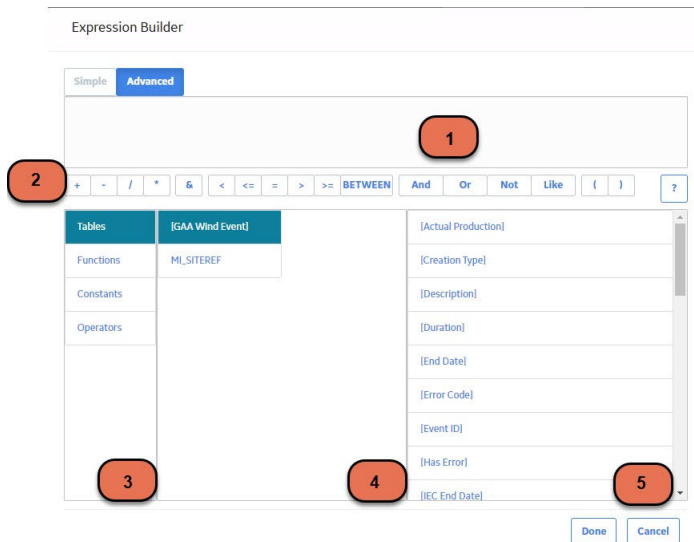 Expression Builder
Simple Advanced
1
2
+ - / * & < <= = > >= BETWEEN And Or Not Like ( ) ?
Tables [GAA Wind Event] [Actual Production]
Functions MI_SITEREF [Creation Type]
Constants [Description]
Operators [Duration]
[End Date]
[Error Code]
[Event ID]
[Has Error]
3 4 5
[IEC End Date]
Done Cancel